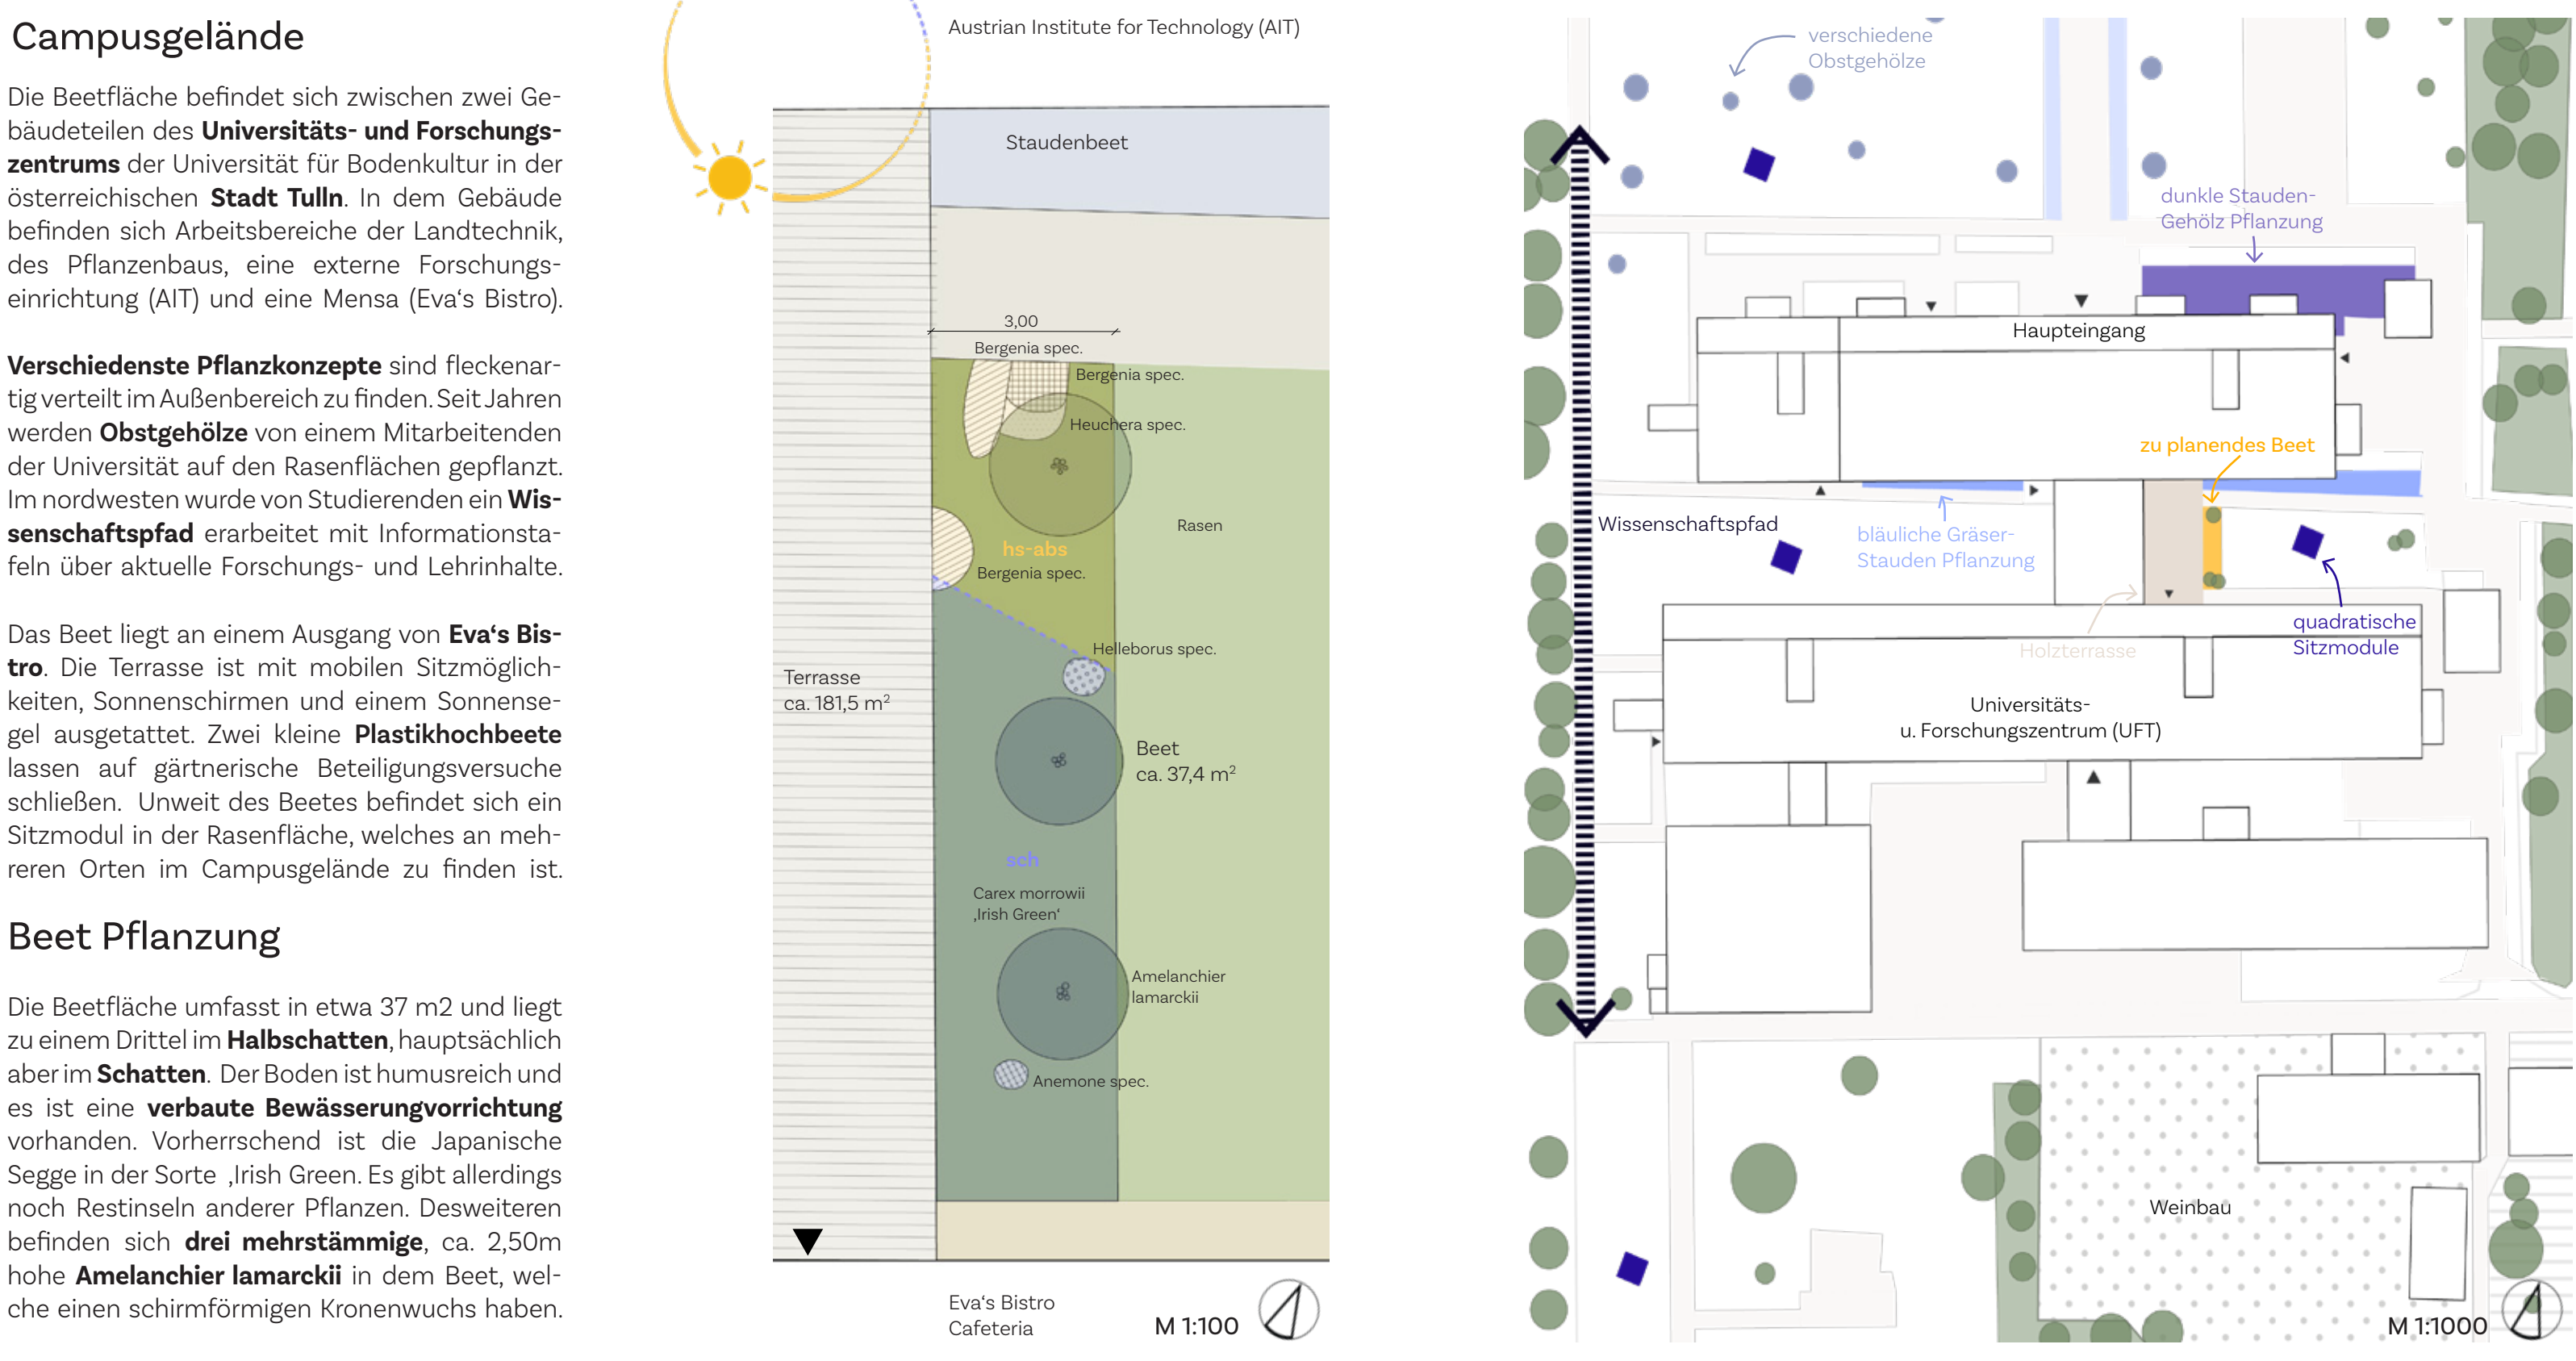 Campusgelände
Die Beetfläche befindet sich zwischen zwei Ge-
bäudeteilen des Universitäts- und Forschungs-
zentrums der Universität für Bodenkultur in der
österreichischen Stadt Tulln. In dem Gebäude
befinden sich Arbeitsbereiche der Landtechnik,
des Pflanzenbaus, eine externe Forschungs-
einrichtung (AIT) und eine Mensa (Eva‘s Bistro).
Verschiedenste Pflanzkonzepte sind fleckenar-
tig verteilt im Außenbereich zu finden. Seit Jahren
werden Obstgehölze von einem Mitarbeitenden
der Universität auf den Rasenflächen gepflanzt.
Im nordwesten wurde von Studierenden ein Wis-
senschaftspfad erarbeitet mit Informationsta-
feln über aktuelle Forschungs- und Lehrinhalte.
Das Beet liegt an einem Ausgang von Eva‘s Bis-
tro. Die Terrasse ist mit mobilen Sitzmöglich-
keiten, Sonnenschirmen und einem Sonnense-
gel ausgetattet. Zwei kleine Plastikhochbeete
lassen auf gärtnerische Beteiligungsversuche
schließen. Unweit des Beetes befindet sich ein
Sitzmodul in der Rasenfläche, welches an meh-
reren Orten im Campusgelände zu finden ist.
Beet Pflanzung
Die Beetfläche umfasst in etwa 37 m2 und liegt
zu einem Drittel im Halbschatten, hauptsächlich
aber im Schatten. Der Boden ist humusreich und
es ist eine verbaute Bewässerungvorrichtung
vorhanden. Vorherrschend ist die Japanische
Segge in der Sorte ‚Irish Green. Es gibt allerdings
noch Restinseln anderer Pflanzen. Desweiteren
befinden sich drei mehrstämmige, ca. 2,50m
hohe Amelanchier lamarckii in dem Beet, wel-
che einen schirmförmigen Kronenwuchs haben.
Austrian Institute for Technology (AIT)
Staudenbeet
3,00
Bergenia spec.
Bergenia spec.
Heuchera spec.
Rasen
hs-abs
Bergenia spec.
Helleborus spec.
Terrasse
ca. 181,5 m²
Beet
ca. 37,4 m²
sch
Carex morrowii
‚Irish Green‘
Amelanchier
lamarckii
Anemone spec.
Eva‘s Bistro
Cafeteria
M 1:100
verschiedene
Obstgehölze
dunkle Stauden-
Gehölz Pflanzung
Haupteingang
zu planendes Beet
Wissenschaftspfad
bläuliche Gräser-
Stauden Pflanzung
quadratische
Sitzmodule
Holzterrasse
Universitäts-
u. Forschungszentrum (UFT)
Weinbau
M 1:1000